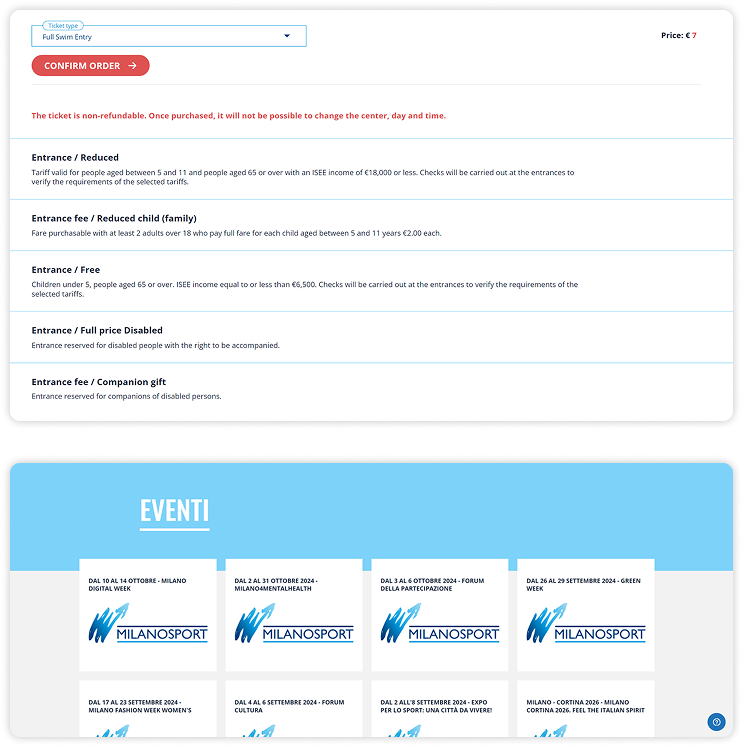 Ticket type
Full Swim Entry
Price: € 7
CONFIRM ORDER →
The ticket is non-refundable. Once purchased, it will not be possible to change the center, day and time.
Entrance / Reduced
Tariff valid for people aged between 5 and 11 and people aged 65 or over with an ISEE income of €18,000 or less. Checks will be carried out at the entrances to
verify the requirements of the selected tariffs.
Entrance fee / Reduced child (family)
Fare purchasable with at least 2 adults over 18 who pay full fare for each child aged between 5 and 11 years €2.00 each.
Entrance / Free
Children under 5, people aged 65 or over. ISEE income equal to or less than €6,500. Checks will be carried out at the entrances to verify the requirements of the
selected tariffs.
Entrance / Full price Disabled
Entrance reserved for disabled people with the right to be accompanied.
Entrance fee / Companion gift
Entrance reserved for companions of disabled persons.
EVENTI
DAL 10 AL 14 OTTOBRE - MILANO
DIGITAL WEEK
MILANOSPORT
DAL 2 AL 31 OTTOBRE 2024 -
MILANO4MENTALHEALTH
MILANOSPORT
DAL 3 AL 6 OTTOBRE 2024 - FORUM
DELLA PARTECIPAZIONE
MILANOSPORT
DAL 26 AL 29 SETTEMBRE 2024 - GREEN
WEEK
MILANOSPORT
DAL 17 AL 23 SETTEMBRE 2024 -
MILANO FASHION WEEK WOMEN'S
DAL 4 AL 6 SETTEMBRE 2024 - FORUM
CULTURA
DAL 2 ALL'8 SETTEMBRE 2024 - EXPO
PER LO SPORT: UNA CITTÀ DA VIVERE!
MILANO - CORTINA 2026 - MILANO
CORTINA 2026. FEEL THE ITALIAN SPIRIT
?